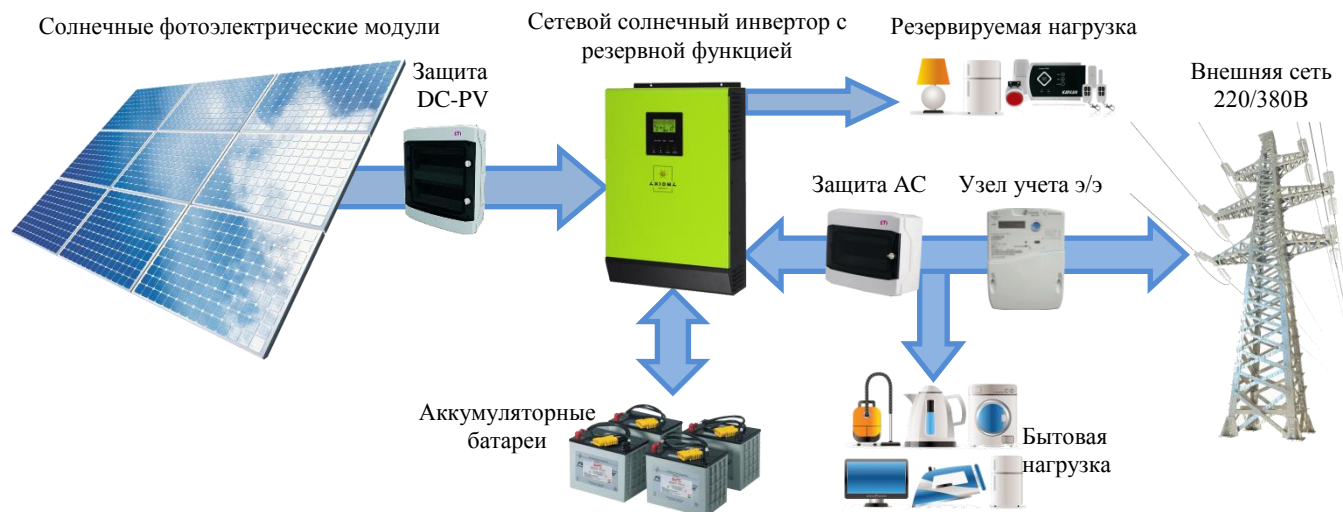 Солнечные фотоэлектрические модули
Защита
DC-PV
Сетевой солнечный инвертор с
резервной функцией
Резервируемая нагрузка
Внешняя сеть
220/380В
Защита АС
Узел учета э/э
AXIOMA
Аккумуляторные
батареи
Бытовая
нагрузка